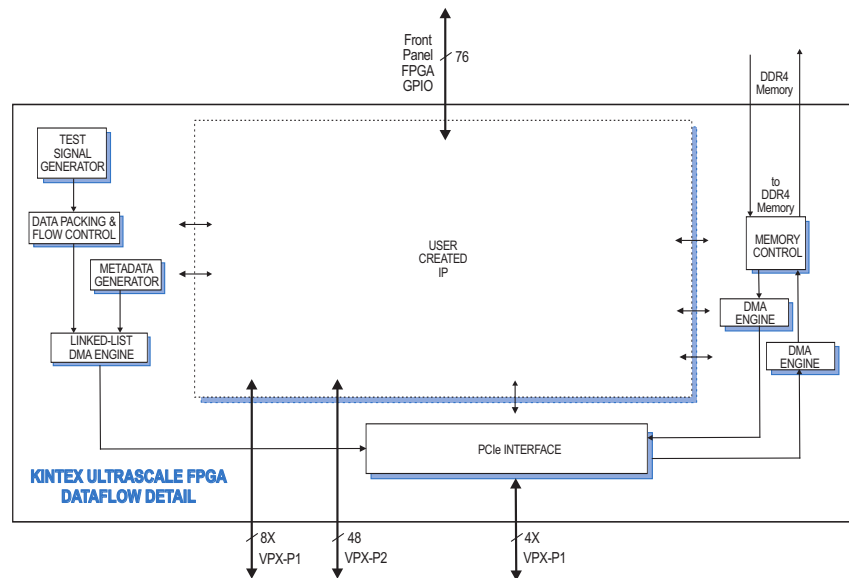 Front
Panel
FPGA
GPIO
76
DDR4
Memory
TEST
SIGNAL
GENERATOR
DATA PACKING &
FLOW CONTROL
METADATA
GENERATOR
LINKED-LIST
DMA ENGINE
USER
CREATED
IP
to
DDR4
Memory
MEMORY
CONTROL
DMA
ENGINE
DMA
ENGINE
PCIe INTERFACE
KINTEX ULTRASCALE FPGA
DATAFLOW DETAIL
8X
VPX-P1
48
VPX-P2
4X
VPX-P1